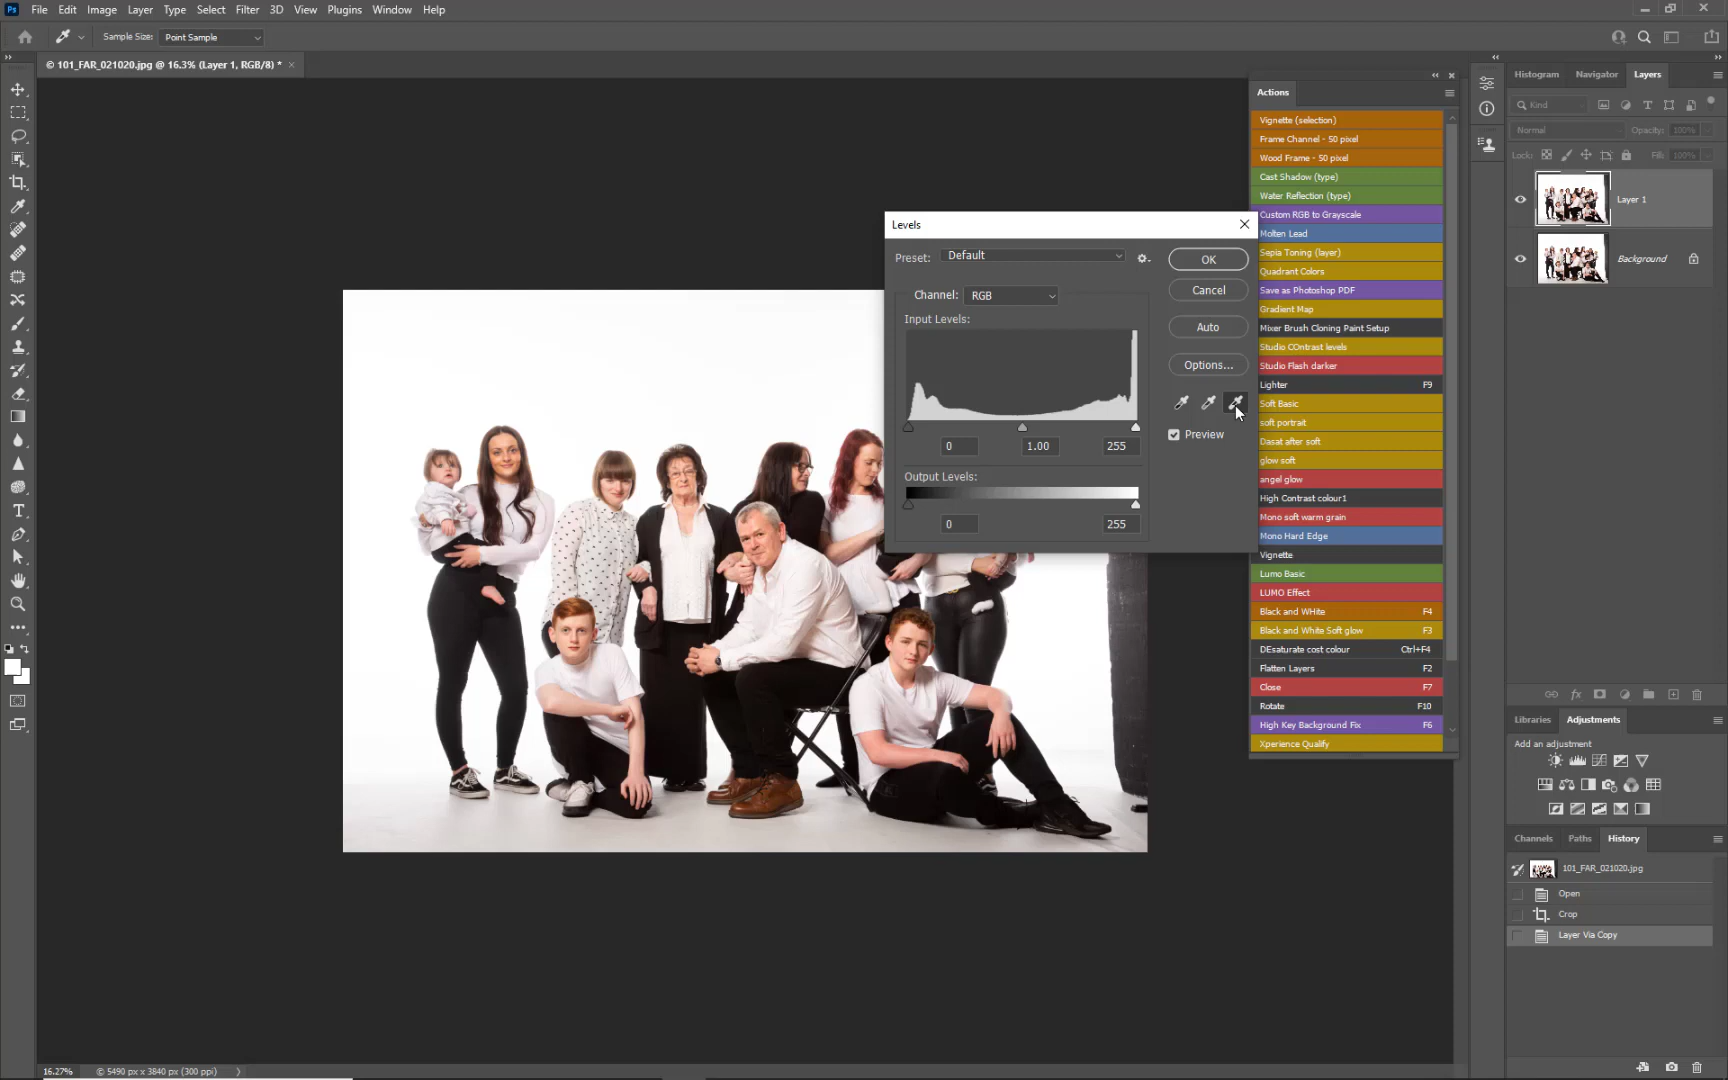 Ps File Edit Image Layer Type Select Filter 3D View Plugins Window Help
Sample Size: Point Sample
© 101_FAR_021020.jpg @ 16.3% (Layer 1, RGB/8) *
Actions
Vignette (selection)
Frame Channel - 50 pixel
Wood Frame - 50 pixel
Cast Shadow (type)
Water Reflection (type)
Custom RGB to Grayscale
Molten Lead
Sepia Toning (layer)
Quadrant Colors
Save as Photoshop PDF
Gradient Map
Mixer Brush Cloning Paint Setup
Studio COntrast levels
Studio Flash darker
Lighter F9
Soft Basic
soft portrait
Dasat after soft
glow soft
angel glow
High Contrast colour1
Mono soft warm grain
Mono Hard Edge
Vignette
Lumo Basic
LUMO Effect
Black and WHite F4
Black and White Soft glow F3
DEsaturate cost colour Ctrl+F4
Flatten Layers F2
Close F7
Rotate F10
High Key Background Fix F6
Xperience Qualify
Levels
Preset: Default
OK
Channel: RGB
Cancel
Input Levels:
Auto
Options...
Preview
0 1.00 255
Output Levels:
0 255
Histogram Navigator Layers
Kind
Normal Opacity: 100%
Lock: Fill: 100%
Layer 1
Background
fx
Libraries Adjustments
Add an adjustment
Channels Paths History
101_FAR_021020.jpg
Open
Crop
Layer Via Copy
16.27% © 5490 px x 3840 px (300 ppi)